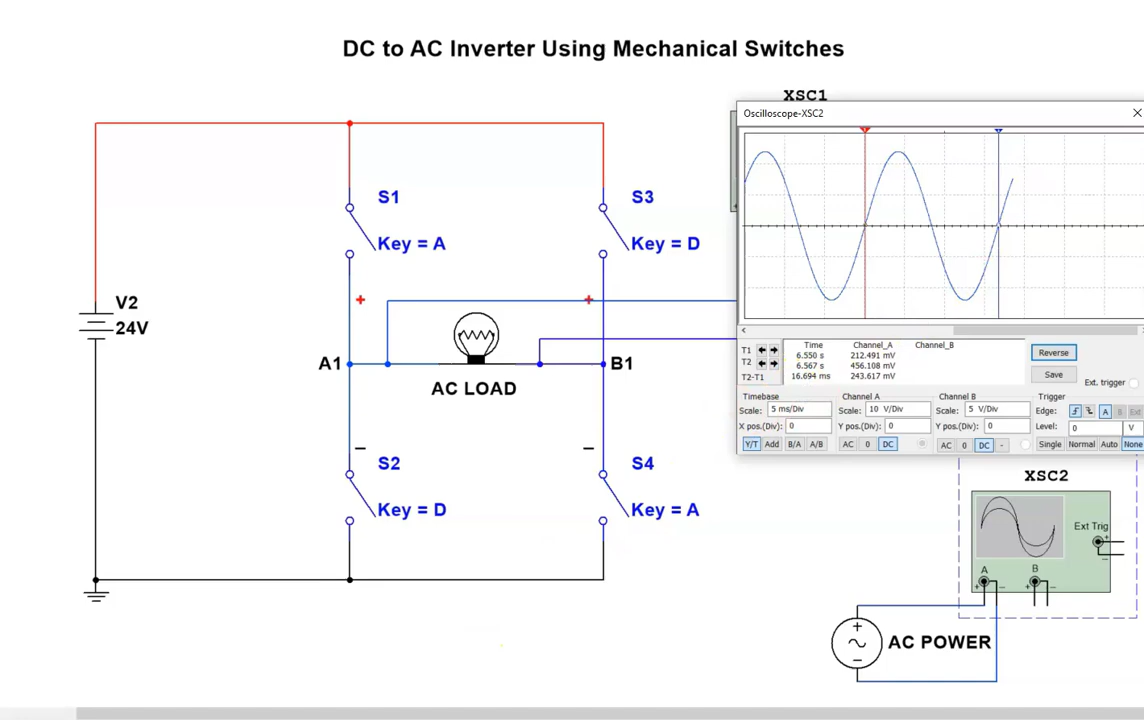 DC to AC Inverter Using Mechanical Switches
XSC1
Oscilloscope-XSC2
S1
Key = A
S3
Key = D
V2
24V
+
+
A1
B1
AC LOAD
T1
T2
T2-T1
Time Channel_A Channel_B
6.550 s 212.491 mV
6.567 s 456.108 mV
16.694 ms 243.617 mV
Reverse
Save
Ext. trigger
Timebase
Scale: 5 ms/Div
X pos.(Div): 0
Y/T Add B/A A/B
Channel A
Scale: 10 V/Div
Y pos.(Div): 0
AC 0 DC
Channel B
Scale: 5 V/Div
Y pos.(Div): 0
AC 0 DC -
Trigger
Edge: A B Ext
Level: 0 V
Single Normal Auto None
−
−
S2
Key = D
S4
Key = A
XSC2
Ext Trig
+
−
A
B
+ − + −
+
−
AC POWER